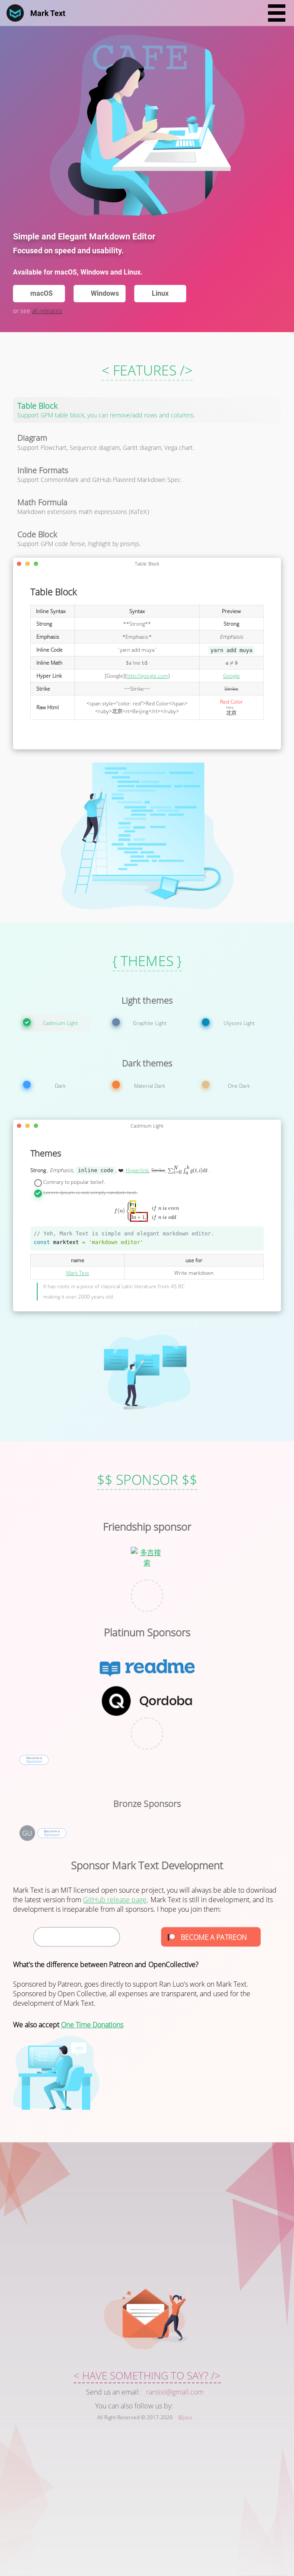 Mark Text
CAFE
Simple and Elegant Markdown Editor
Focused on speed and usability.
Available for macOS, Windows and Linux.
macOS
Windows
Linux
or see all releases
< FEATURES />
Table Block
Support GFM table block, you can remove/add rows and columns.
Diagram
Support Flowchart, Sequence diagram, Gantt diagram, Vega chart.
Inline Formats
Support CommonMark and GitHub Flavored Markdown Spec.
Math Formula
Markdown extensions math expressions (KaTeX)
Code Block
Support GFM code fense, highlight by prismjs.
Table Block
Table Block
Inline Syntax Syntax Preview
Strong **Strong** Strong
Emphasis *Emphasis* Emphasis
Inline Code `yarn add muya` yarn add muya
Inline Math $a \ne b$ a ≠ b
Hyper Link [Google](http://google.com) Google
Strike ~~Strike~~ Strike
Raw Html <span style="color: red">Red Color</span> Red Color
<ruby>北京<rt>Beijing</rt></ruby> 北京
{ THEMES }
Light themes
Cadmium Light
Graphite Light
Ulysses Light
Dark themes
Dark
Material Dark
One Dark
Cadmium Light
Themes
Strong, Emphasis, inline code, ❤, Hyperlink, Strike,
Contrary to popular belief.
Lorem Ipsum is not simply random text.
if n is even
f(n)
if n is odd
// Yeh, Mark Text is simple and elegant markdown editor.
const marktext = 'markdown editor'
name use for
Mark Text Write markdown
It has roots in a piece of classical Latin literature from 45 BC
making it over 2000 years old
$$ SPONSOR $$
Friendship sponsor
多吉搜
索
Platinum Sponsors
readme
Qordoba
Become a
Sponsor
Bronze Sponsors
GU
Become a
Sponsor
Sponsor Mark Text Development
Mark Text is an MIT licensed open source project, you will always be able to download
the latest version from GitHub release page. Mark Text is still in development, and its
development is inseparable from all sponsors. I hope you join them:
BECOME A PATREON
What's the difference between Patreon and OpenCollective?
Sponsored by Patreon, goes directly to support Ran Luo's work on Mark Text.
Sponsored by Open Collective, all expenses are transparent, and used for the
development of Mark Text.
We also accept One Time Donations
< HAVE SOMETHING TO SAY? />
Send us an email: ransixi@gmail.com
You can also follow us by:
All Right Reserved © 2017-2020 @Jocs